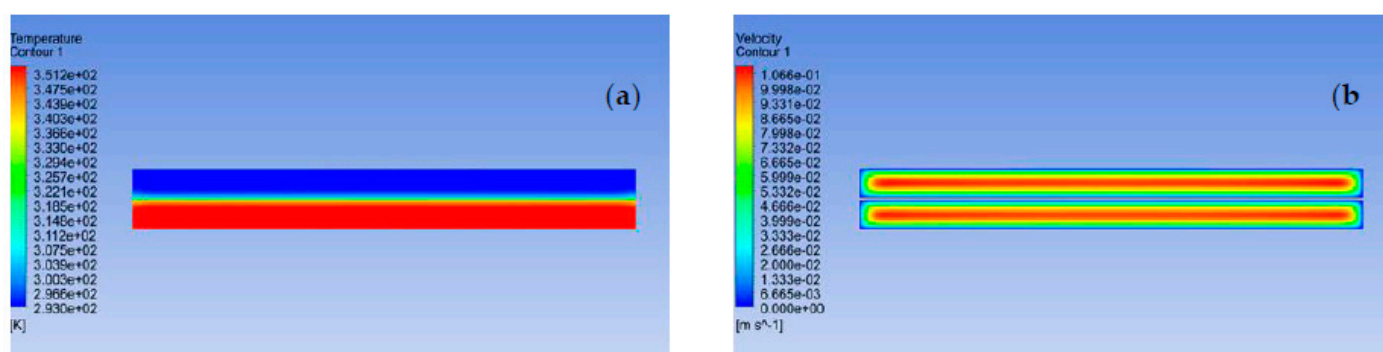 Temperature
Contour 1
3.512e+02
3.475e+02
3.439e+02
3.403e+02
3.366e+02
3.330e+02
3.294e+02
3.257e+02
3.221e+02
3.185e+02
3.148e+02
3.112e+02
3.075e+02
3.039e+02
3.003e+02
2.966e+02
2.930e+02
[K]
(a)
Velocity
Contour 1
1.066e-01
9.998e-02
9.331e-02
8.665e-02
7.998e-02
7.332e-02
6.665e-02
5.999e-02
5.332e-02
4.666e-02
3.999e-02
3.333e-02
2.666e-02
2.000e-02
1.333e-02
6.665e-03
0.000e+00
[m s^-1]
(b